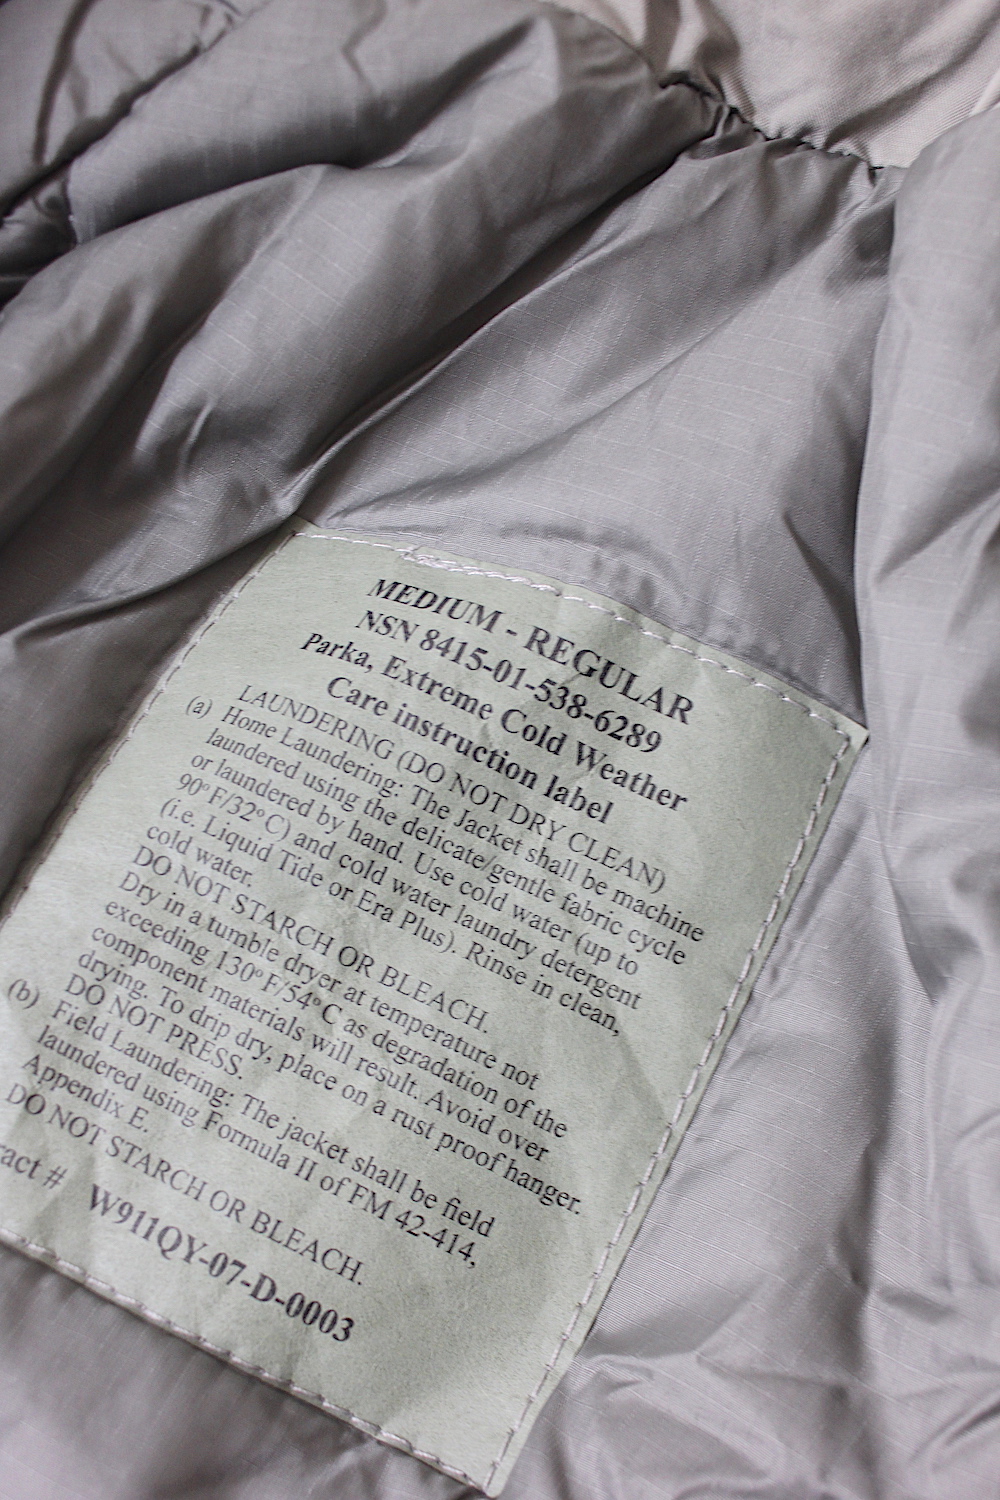 MEDIUM - REGULAR
NSN 8415-01-538-6289
Parka, Extreme Cold Weather
Care instruction label
LAUNDERING (DO NOT DRY CLEAN)
(a) Home Laundering: The Jacket shall be machine
laundered using the delicate/gentle fabric cycle
or laundered by hand. Use cold water (up to
90°F/32°C) and cold water laundry detergent
(i.e. Liquid Tide or Era Plus). Rinse in clean,
cold water.
DO NOT STARCH OR BLEACH.
Dry in a tumble dryer at temperature not
exceeding 130°F/54°C as degradation of the
component materials will result. Avoid over
drying. To drip dry, place on a rust proof hanger.
DO NOT PRESS.
(b) Field Laundering: The jacket shall be field
laundered using Formula II of FM 42-414,
Appendix E.
DO NOT STARCH OR BLEACH.
ract # W911QY-07-D-0003